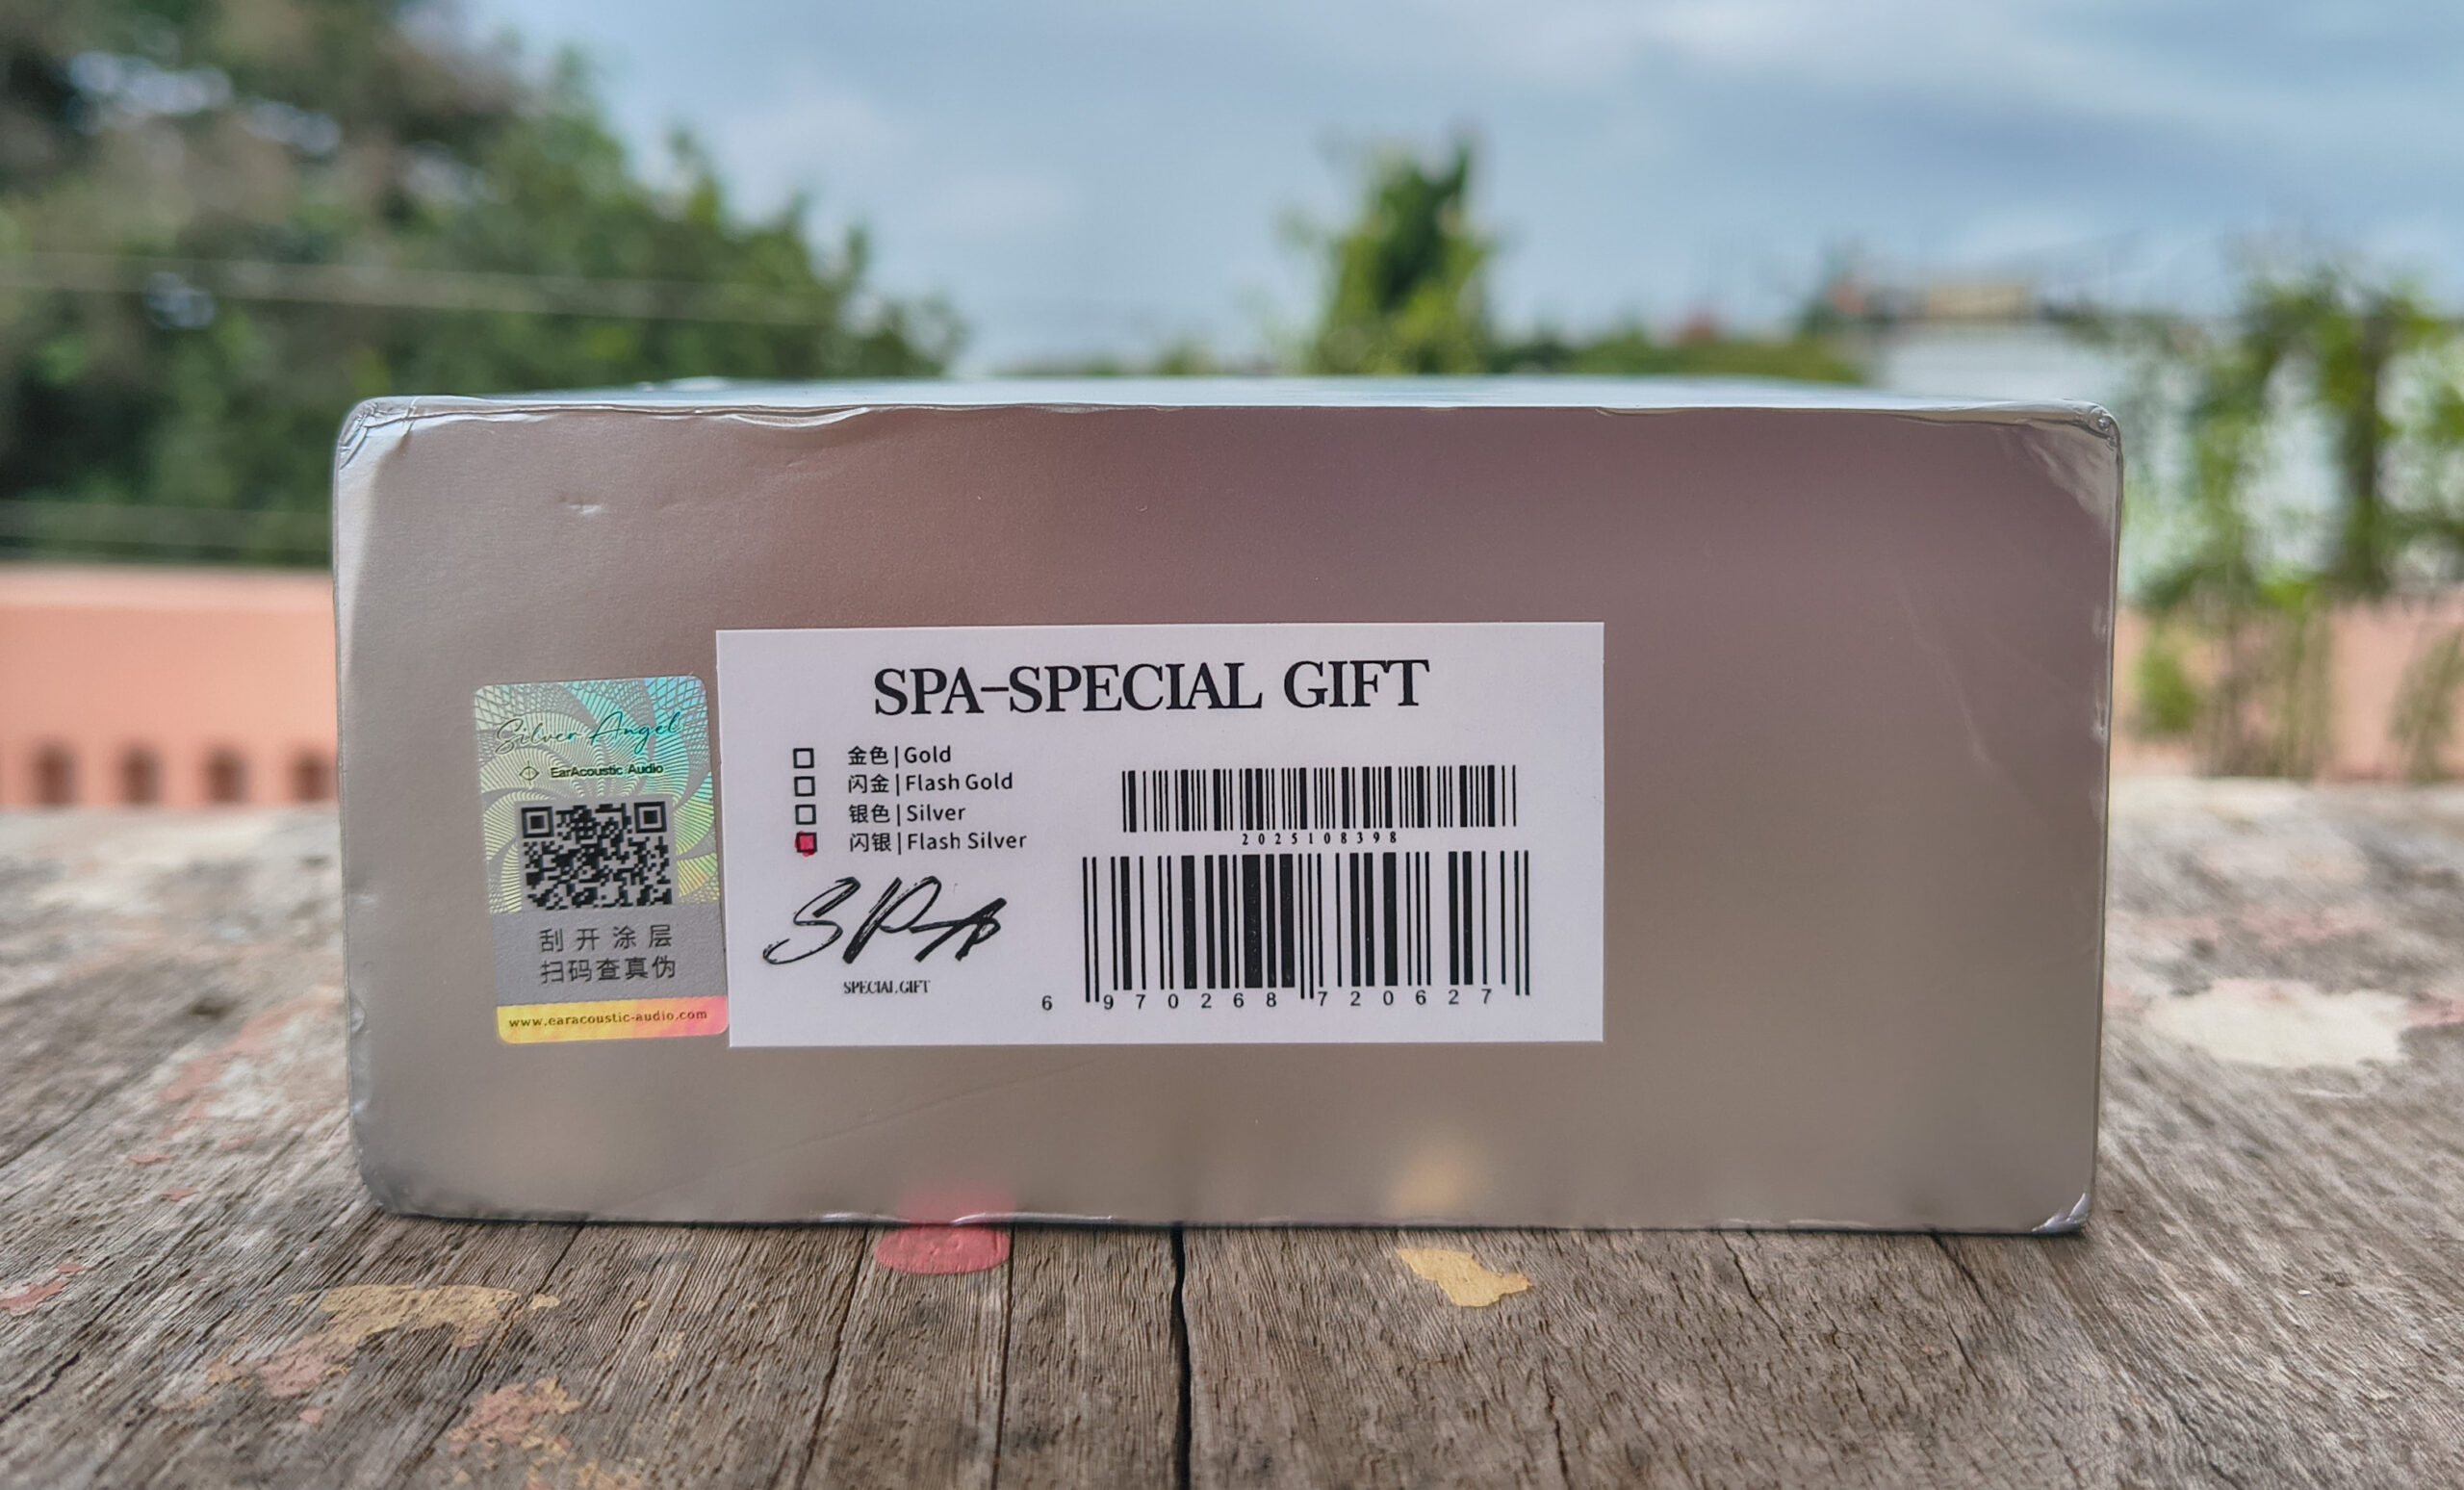 Silver Angel
EarAcoustic Audio
刮开涂层
扫码查真伪
www.earacoustic-audio.com
SPA-SPECIAL GIFT
金色|Gold
闪金|Flash Gold
银色|Silver
闪银|Flash Silver
SPA
SPECIAL GIFT
2025108398
6 970268 720627